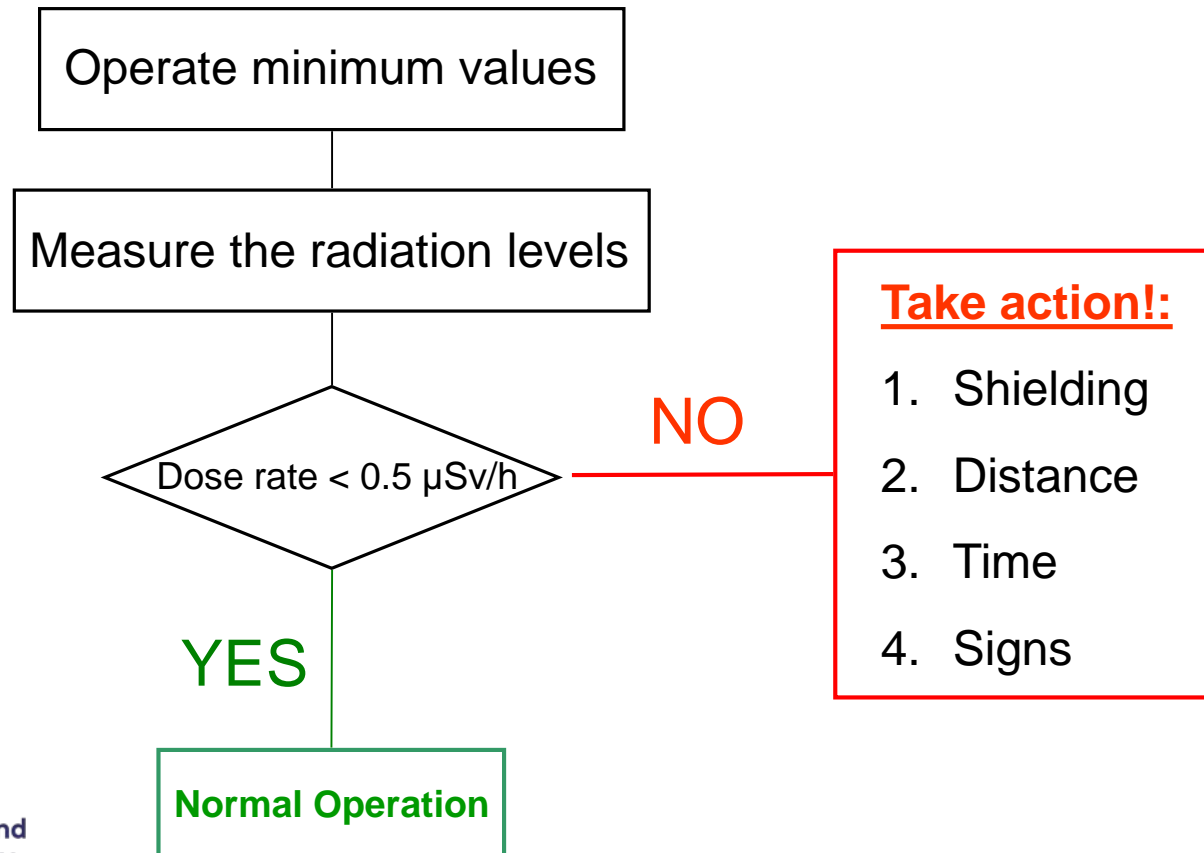 Operate minimum values
Measure the radiation levels
Dose rate < 0.5 µSv/h
NO
YES
Take action!:
1. Shielding
2. Distance
3. Time
4. Signs
Normal Operation